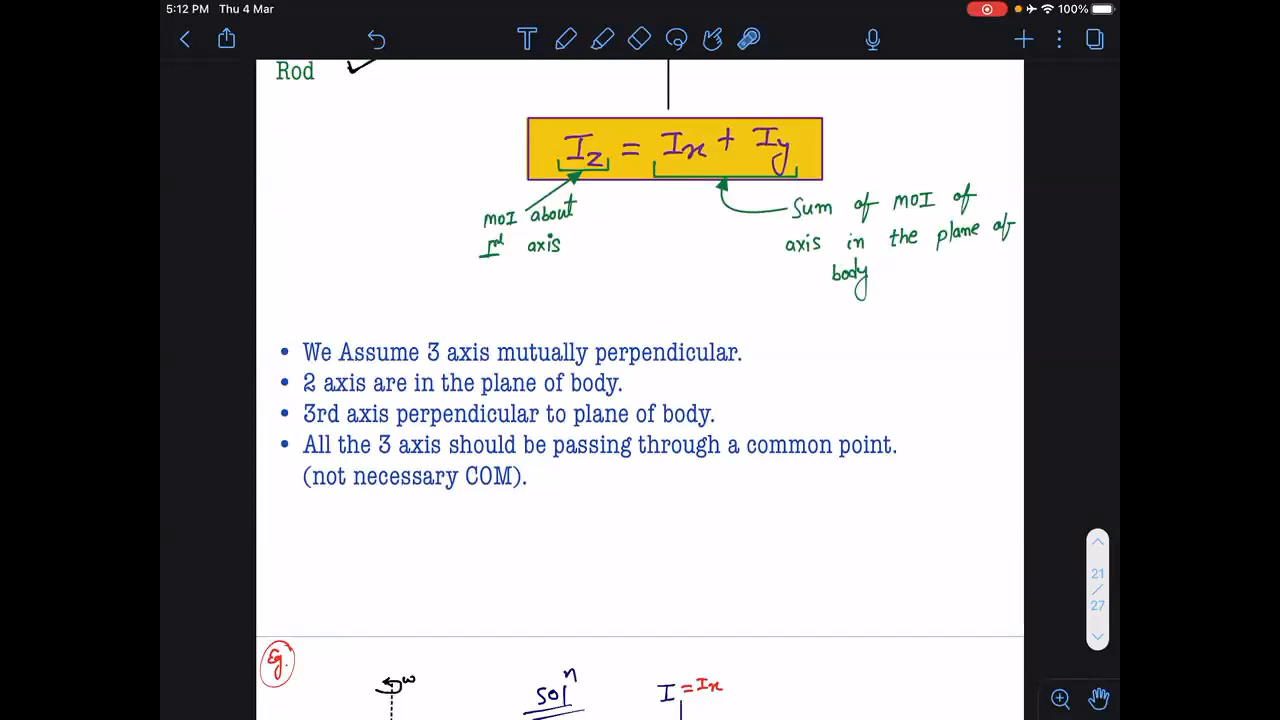 5:12 PM Thu 4 Mar
100%
Rod
Iz = Ix + Iy
MOI about
Ir axis
Sum of MOI of
axis in the plane of
body
• We Assume 3 axis mutually perpendicular.
• 2 axis are in the plane of body.
• 3rd axis perpendicular to plane of body.
• All the 3 axis should be passing through a common point.
(not necessary COM).
21
/
27
Eg.
ω
Solⁿ
I = Ix